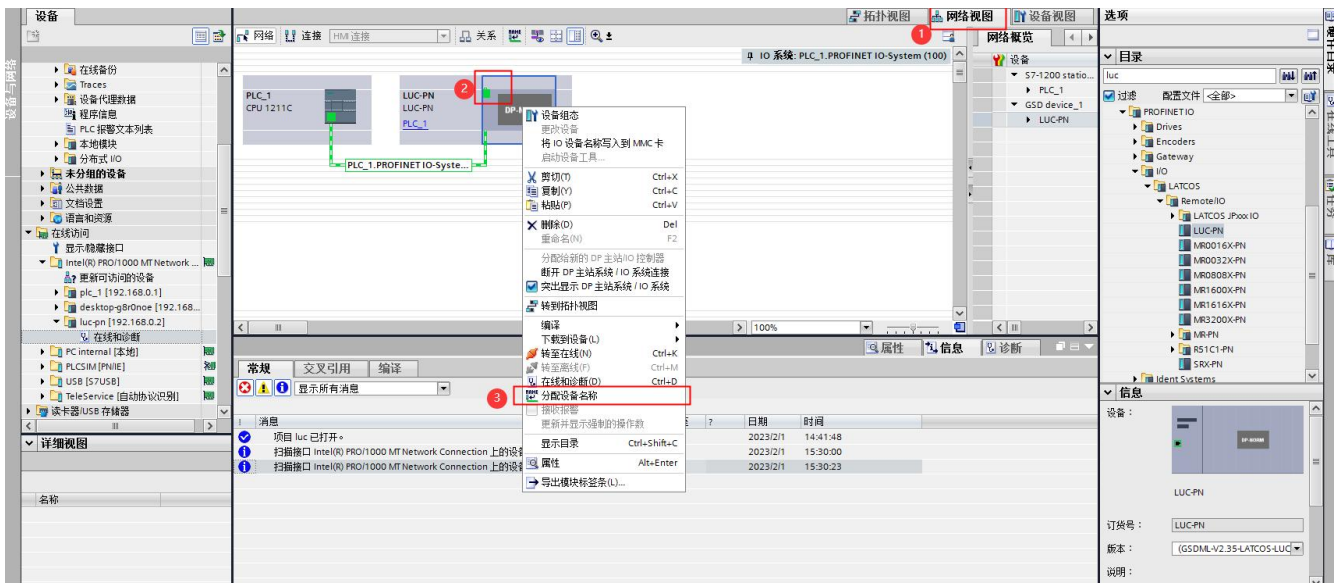 设备
拓扑视图
网络视图
设备视图
选项
网络
连接
HMI 连接
关系
1
网络概览
IO 系统: PLC_1.PROFINET IO-System (100)
设备
目录
在线备份
Traces
设备代理数据
程序信息
PLC 报警文本列表
本地模块
分布式 I/O
未分组的设备
公共数据
文档设置
语言和资源
在线访问
显示/隐藏接口
Intel(R) PRO/1000 MT Network ...
更新可访问的设备
plc_1 [192.168.0.1]
desktop-g8r0noe [192.168...
luc-pn [192.168.0.2]
在线和诊断
PC internal [本地]
PLCSIM [PN/IE]
USB [S7USB]
TeleService [自动协议识别]
读卡器/USB 存储器
详细视图
名称
PLC_1
CPU 1211C
LUC-PN
LUC-PN
PLC_1
2
PLC_1.PROFINET IO-Syste...
设备组态
更改设备
将 IO 设备名称写入到 MMC 卡
启动设备工具...
剪切(T) Ctrl+X
复制(Y) Ctrl+C
粘贴(P) Ctrl+V
删除(D) Del
重命名(N) F2
分配给新的 DP 主站/IO 控制器
断开 DP 主站系统 / IO 系统连接
突出显示 DP 主站系统 / IO 系统
转到拓扑视图
编译
下载到设备(L)
转至在线(N) Ctrl+K
转至离线(F) Ctrl+M
在线和诊断(D) Ctrl+D
3
分配设备名称
接收报警
更新并显示强制的操作数
显示目录 Ctrl+Shift+C
属性 Alt+Enter
导出模块标签条(L)...
S7-1200 statio...
PLC_1
GSD device_1
LUC-PN
100%
属性
信息
诊断
常规
交叉引用
编译
显示所有消息
! 消息 ? 日期 时间
项目 luc 已打开。 2023/2/1 14:41:48
扫描接口 Intel(R) PRO/1000 MT Network Connection 上的设备 2023/2/1 15:30:00
扫描接口 Intel(R) PRO/1000 MT Network Connection 上的设备 2023/2/1 15:30:23
luc
过滤 配置文件 <全部>
PROFINET IO
Drives
Encoders
Gateway
I/O
LATCOS
Remote/IO
LATCOS JPxxx IO
LUC-PN
MR0016X-PN
MR0032X-PN
MR0808X-PN
MR1600X-PN
MR1616X-PN
MR3200X-PN
MR-PN
RS1C1-PN
SRX-PN
Ident Systems
信息
设备：
LUC-PN
订货号： LUC-PN
版本： (GSDML-V2.35-LATCOS-LUC
说明：
设备与网络
在线工具
任务
库